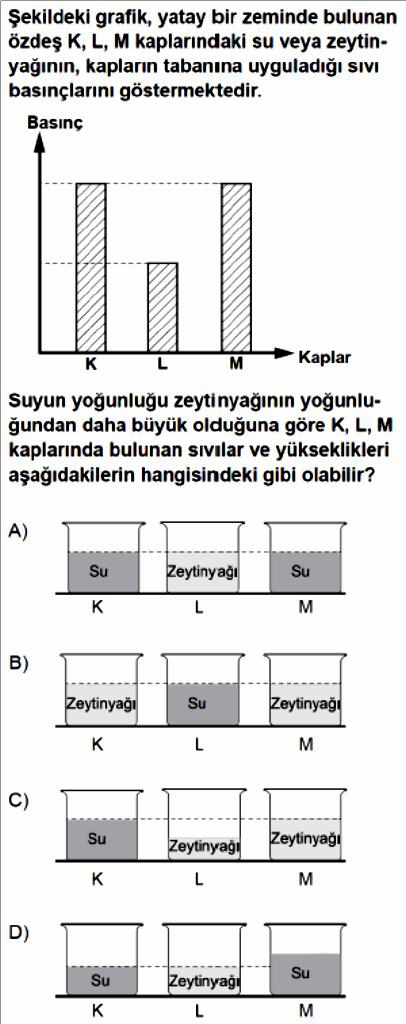 Şekildeki grafik, yatay bir zeminde bulunan
özdeş K, L, M kaplarındaki su veya zeytin-
yağının, kapların tabanına uyguladığı sıvı
basınçlarını göstermektedir.
Basınç
K L M
Kaplar
Suyun yoğunluğu zeytinyağının yoğunlu-
ğundan daha büyük olduğuna göre K, L, M
kaplarında bulunan sıvılar ve yükseklikleri
aşağıdakilerin hangisindeki gibi olabilir?
A)
Su Zeytinyağı Su
K L M
B)
Zeytinyağı Su Zeytinyağı
K L M
C)
Su Zeytinyağı Zeytinyağı
K L M
D)
Su Zeytinyağı Su
K L M